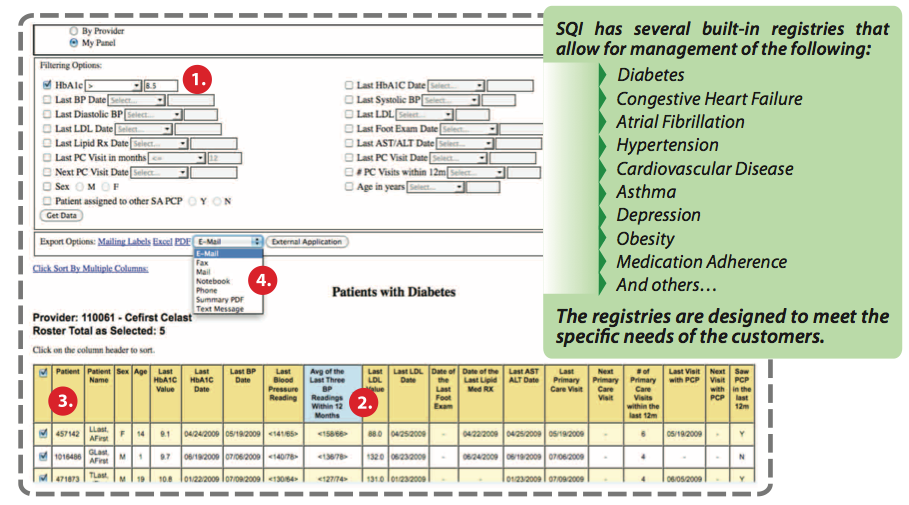 By Provider
My Panel
Filtering Options:
HbA1c > 8.5
Last HbA1C Date Select...
Last BP Date Select...
Last Systolic BP Select...
Last Diastolic BP Select...
Last LDL Select...
Last LDL Date Select...
Last Foot Exam Date Select...
Last Lipid Rx Date Select...
Last AST/ALT Date Select...
Last PC Visit in months <= 12
Last PC Visit Date Select...
Next PC Visit Date Select...
# PC Visits within 12m Select...
Sex M F
Age in years Select...
Patient assigned to other SA PCP Y N
Get Data
1.
Export Options: Mailing Labels Excel PDF E-Mail External Application
E-Mail
Fax
Mail
Notebook
Phone
Summary PDF
Text Message
4.
Click Sort By Multiple Columns:
Patients with Diabetes
Provider: 110061 - Cefirst Celast
Roster Total as Selected: 5
Click on the column header to sort.
Patient Patient Name Sex Age Last HbA1C Value Last HbA1C Date Last BP Date Last Blood Pressure Reading Avg of the Last Three BP Readings Within 12 Months Last LDL Value Last LDL Date Date of the Last Foot Exam Date of the Last Lipid Med RX Last AST ALT Date Last Primary Care Visit Next Primary Care Visit # of Primary Care Visits within the last 12m Last Visit with PCP Next Visit with PCP Saw PCP in the last 12m
3.
2.
457142 LLast, AFirst F 14 9.1 04/24/2009 05/19/2009 <141/65> <158/66> 88.0 04/25/2009 - 04/22/2009 04/25/2009 05/19/2009 - 6 05/19/2009 - Y
1016486 GLast, AFirst M 1 9.7 06/19/2009 07/06/2009 <140/78> <136/78> 132.0 06/23/2009 - 06/24/2009 06/19/2009 07/06/2009 - 4 - - N
471873 TLast, M 19 10.8 01/22/2009 07/09/2009 <130/64> <127/74> 131.0 01/23/2009 - - 01/23/2009 07/09/2009 - 4 06/05/2009 - Y
SQI has several built-in registries that
allow for management of the following:
Diabetes
Congestive Heart Failure
Atrial Fibrillation
Hypertension
Cardiovascular Disease
Asthma
Depression
Obesity
Medication Adherence
And others…
The registries are designed to meet the
specific needs of the customers.